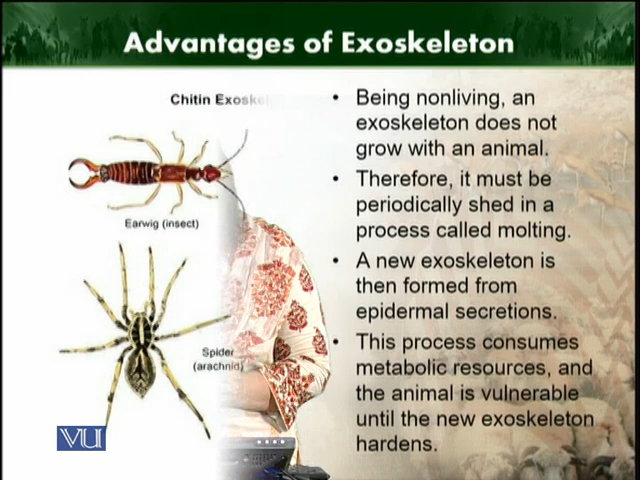 Advantages of Exoskeleton
Chitin Exoske
Earwig (insect)
Spider
(arachnid)
VU
• Being nonliving, an
exoskeleton does not
grow with an animal.
• Therefore, it must be
periodically shed in a
process called molting.
• A new exoskeleton is
then formed from
epidermal secretions.
• This process consumes
metabolic resources, and
the animal is vulnerable
until the new exoskeleton
hardens.